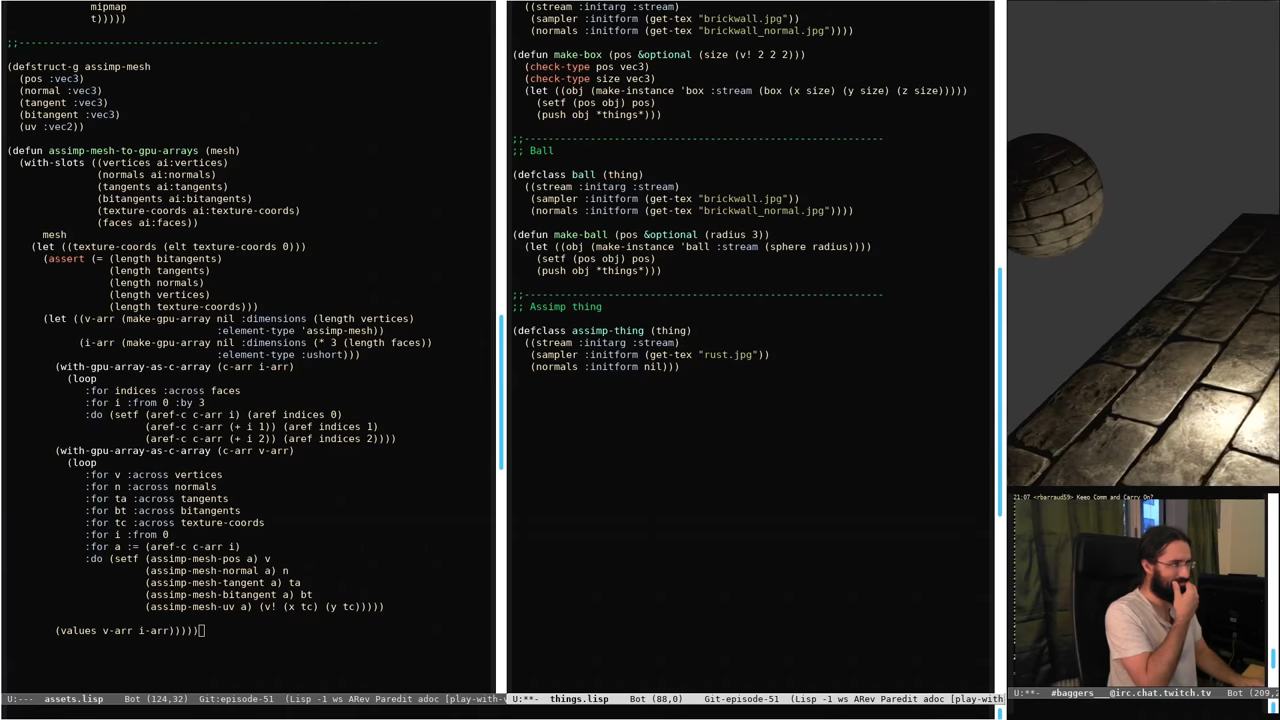 mipmap
                   t)))))

;;------------------------------------------------------------

(defstruct-g assimp-mesh
  (pos :vec3)
  (normal :vec3)
  (tangent :vec3)
  (bitangent :vec3)
  (uv :vec2))

(defun assimp-mesh-to-gpu-arrays (mesh)
  (with-slots ((vertices ai:vertices)
               (normals ai:normals)
               (tangents ai:tangents)
               (bitangents ai:bitangents)
               (texture-coords ai:texture-coords)
               (faces ai:faces))
      mesh
    (let ((texture-coords (elt texture-coords 0)))
      (assert (= (length bitangents)
                 (length tangents)
                 (length normals)
                 (length vertices)
                 (length texture-coords)))
      (let ((v-arr (make-gpu-array nil :dimensions (length vertices)
                                   :element-type 'assimp-mesh))
            (i-arr (make-gpu-array nil :dimensions (* 3 (length faces))
                                   :element-type :ushort)))
        (with-gpu-array-as-c-array (c-arr i-arr)
          (loop
             :for indices :across faces
             :for i :from 0 :by 3
             :do (setf (aref-c c-arr i) (aref indices 0)
                       (aref-c c-arr (+ i 1)) (aref indices 1)
                       (aref-c c-arr (+ i 2)) (aref indices 2))))
        (with-gpu-array-as-c-array (c-arr v-arr)
          (loop
             :for v :across vertices
             :for n :across normals
             :for ta :across tangents
             :for bt :across bitangents
             :for tc :across texture-coords
             :for i :from 0
             :for a := (aref-c c-arr i)
             :do (setf (assimp-mesh-pos a) v
                       (assimp-mesh-normal a) n
                       (assimp-mesh-tangent a) ta
                       (assimp-mesh-bitangent a) bt
                       (assimp-mesh-uv a) (v! (x tc) (y tc)))))

        (values v-arr i-arr)))))
U:--- assets.lisp Bot (124,32) Git:episode-51 (Lisp -1 ws ARev Paredit adoc [play-with-
  ((stream :initarg :stream)
   (sampler :initform (get-tex "brickwall.jpg"))
   (normals :initform (get-tex "brickwall_normal.jpg"))))

(defun make-box (pos &optional (size (v! 2 2 2)))
  (check-type pos vec3)
  (check-type size vec3)
  (let ((obj (make-instance 'box :stream (box (x size) (y size) (z size)))))
    (setf (pos obj) pos)
    (push obj *things*)))

;;--------------------------------------------------------------
;; Ball

(defclass ball (thing)
  ((stream :initarg :stream)
   (sampler :initform (get-tex "brickwall.jpg"))
   (normals :initform (get-tex "brickwall_normal.jpg"))))

(defun make-ball (pos &optional (radius 3))
  (let ((obj (make-instance 'ball :stream (sphere radius))))
    (setf (pos obj) pos)
    (push obj *things*)))

;;--------------------------------------------------------------
;; Assimp thing

(defclass assimp-thing (thing)
  ((stream :initarg :stream)
   (sampler :initform (get-tex "rust.jpg"))
   (normals :initform nil)))
U:**- things.lisp Bot (88,0) Git:episode-51 (Lisp -1 ws ARev Paredit adoc [play-with
21:07 <rbarraud59> Keep Comm and Carry On?
U:**- #baggers___@irc.chat.twitch.tv Bot (209,2